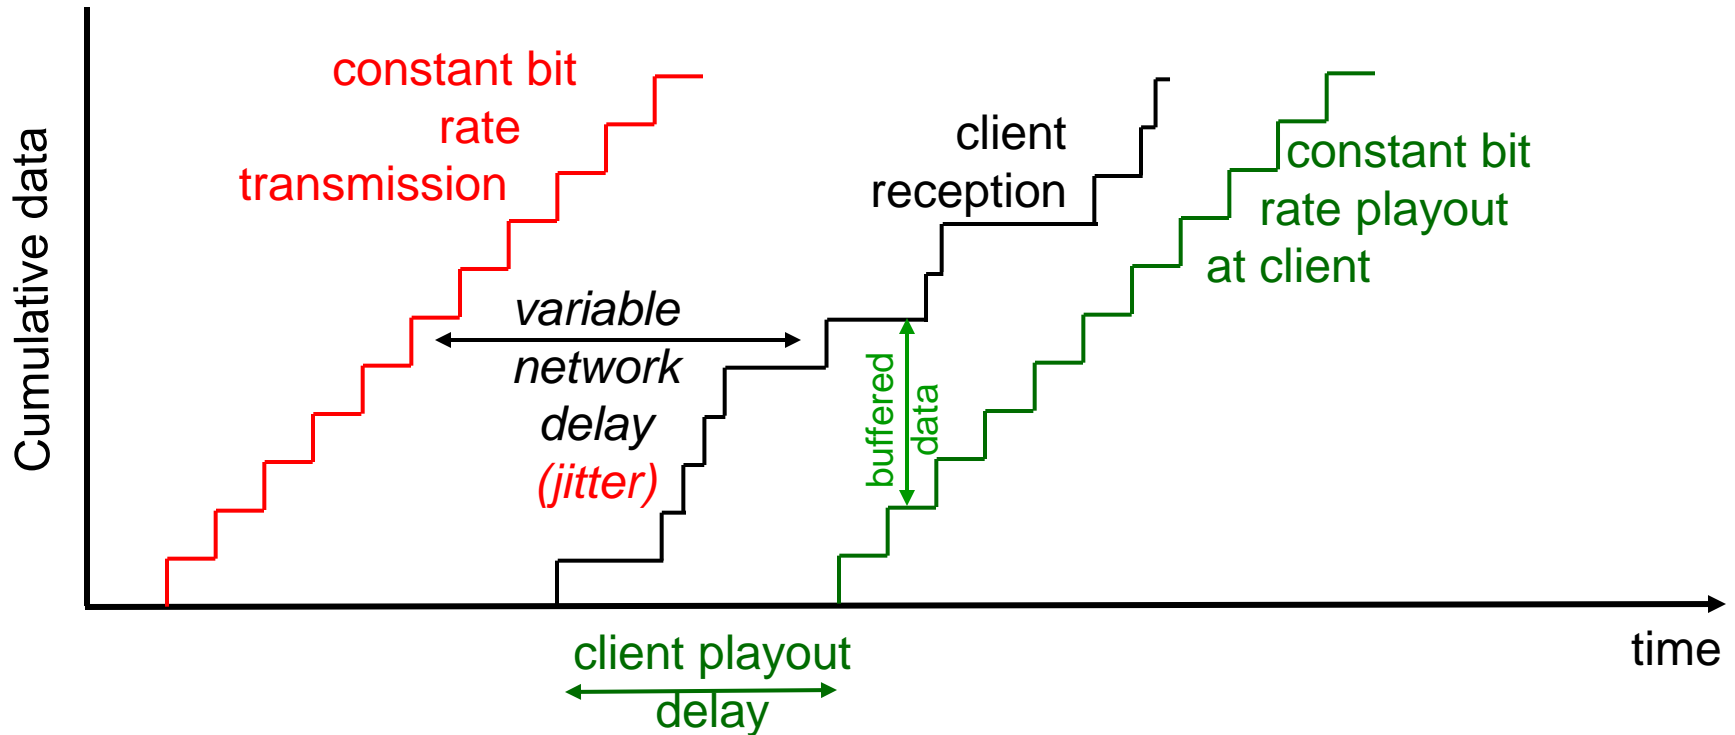 constant bit
rate
transmission
client
reception
constant bit
rate playout
at client
variable
network
delay
(jitter)
buffered
data
Cumulative data
time
client playout
delay